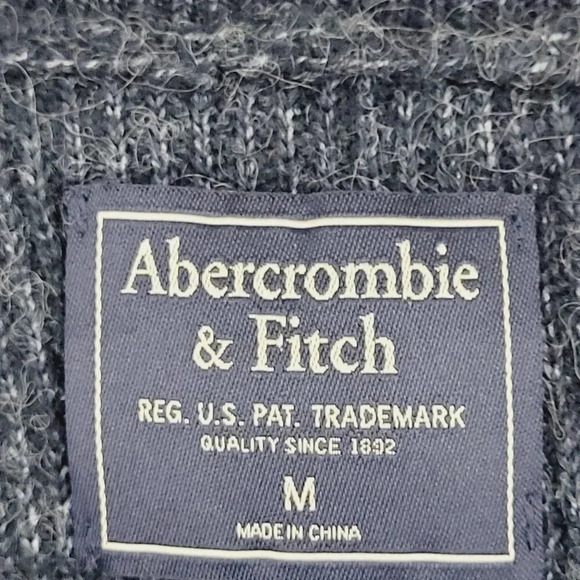 Abercrombie
& Fitch
REG. U.S. PAT. TRADEMARK
QUALITY SINCE 1892
M
MADE IN CHINA